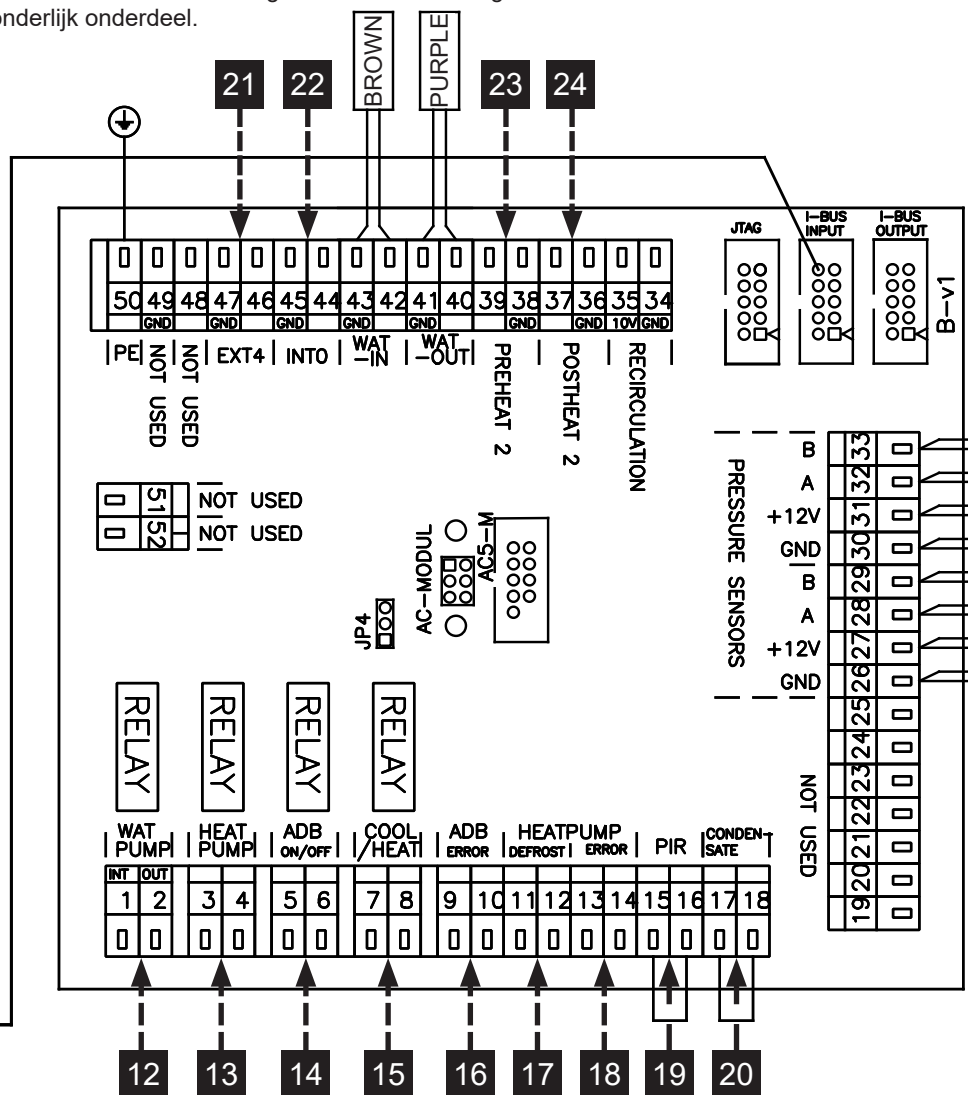 onderlijk onderdeel.
BROWN
PURPLE
21 22 23 24
JTAG
I-BUS INPUT
I-BUS OUTPUT
B-v1
50 49 48 47 46 45 44 43 42 41 40 39 38 37 36 35 34
GND GND GND GND GND GND GND 10V GND
PE
NOT USED
NOT USED
EXT4
INT0
WAT -IN
WAT -OUT
PREHEAT 2
POSTHEAT 2
RECIRCULATION
51 NOT USED
52 NOT USED
JP4
AC-MODUL
AC5-M
PRESSURE SENSORS
B 33
A 32
+12V 31
GND 30
B 29
A 28
+12V 27
GND 26
25
24
23
22
21
20
19
NOT USED
RELAY RELAY RELAY RELAY
WAT PUMP
HEAT PUMP
ADB ON/OFF
COOL /HEAT
ADB ERROR
HEATPUMP
DEFROST ERROR
PIR
CONDEN- SATE
INT OUT
1 2 3 4 5 6 7 8 9 10 11 12 13 14 15 16 17 18
12 13 14 15 16 17 18 19 20